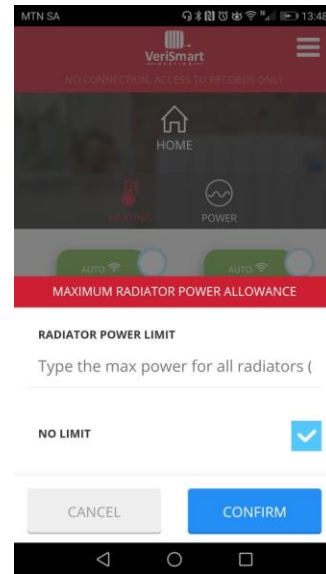 MTN SA 13:48
VeriSmart
HEATING
NO CONNECTION, ACCESS TO RECORDS ONLY
HOME
HEATING POWER
AUTO AUTO
MAXIMUM RADIATOR POWER ALLOWANCE
RADIATOR POWER LIMIT
Type the max power for all radiators (
NO LIMIT
CANCEL CONFIRM